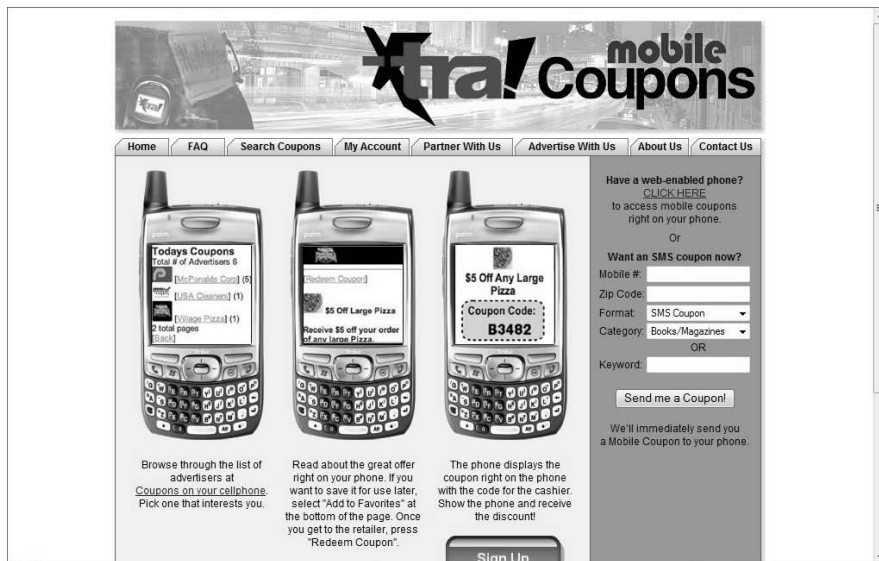 Xtra! mobile
Coupons
Xtra!
Home FAQ Search Coupons My Account Partner With Us Advertise With Us About Us Contact Us
palm
Todays Coupons
Total # of Advertisers 6
[McPonalds Corp] (5)
[USA Cleaners] (1)
[Village Pizza] (1)
2 total pages
[Back]
palm
[Redeem Coupon]
$5 Off Large Pizza
Receive $5 off your order
of any large Pizza.
palm
$5 Off Any Large
Pizza
Coupon Code:
B3482
Browse through the list of
advertisers at
Coupons on your cellphone.
Pick one that interests you.
Read about the great offer
right on your phone. If you
want to save it for use later,
select "Add to Favorites" at
the bottom of the page. Once
you get to the retailer, press
"Redeem Coupon".
The phone displays the
coupon right on the phone
with the code for the cashier.
Show the phone and receive
the discount!
Sign Up
Have a web-enabled phone?
CLICK HERE
to access mobile coupons
right on your phone.
Or
Want an SMS coupon now?
Mobile #:
Zip Code:
Format: SMS Coupon
Category: Books/Magazines
OR
Keyword:
Send me a Coupon!
We'll immediately send you
a Mobile Coupon to your phone.